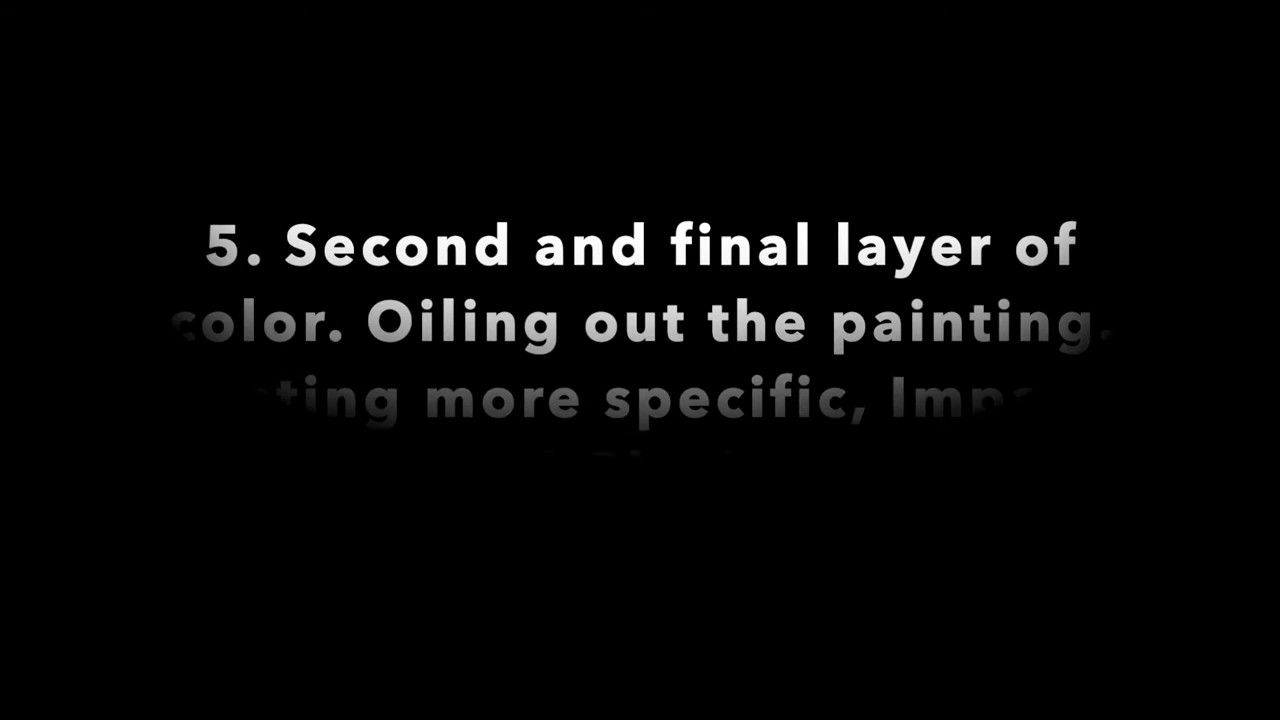 5. Second and final layer of
color. Oiling out the painting.
more specific,